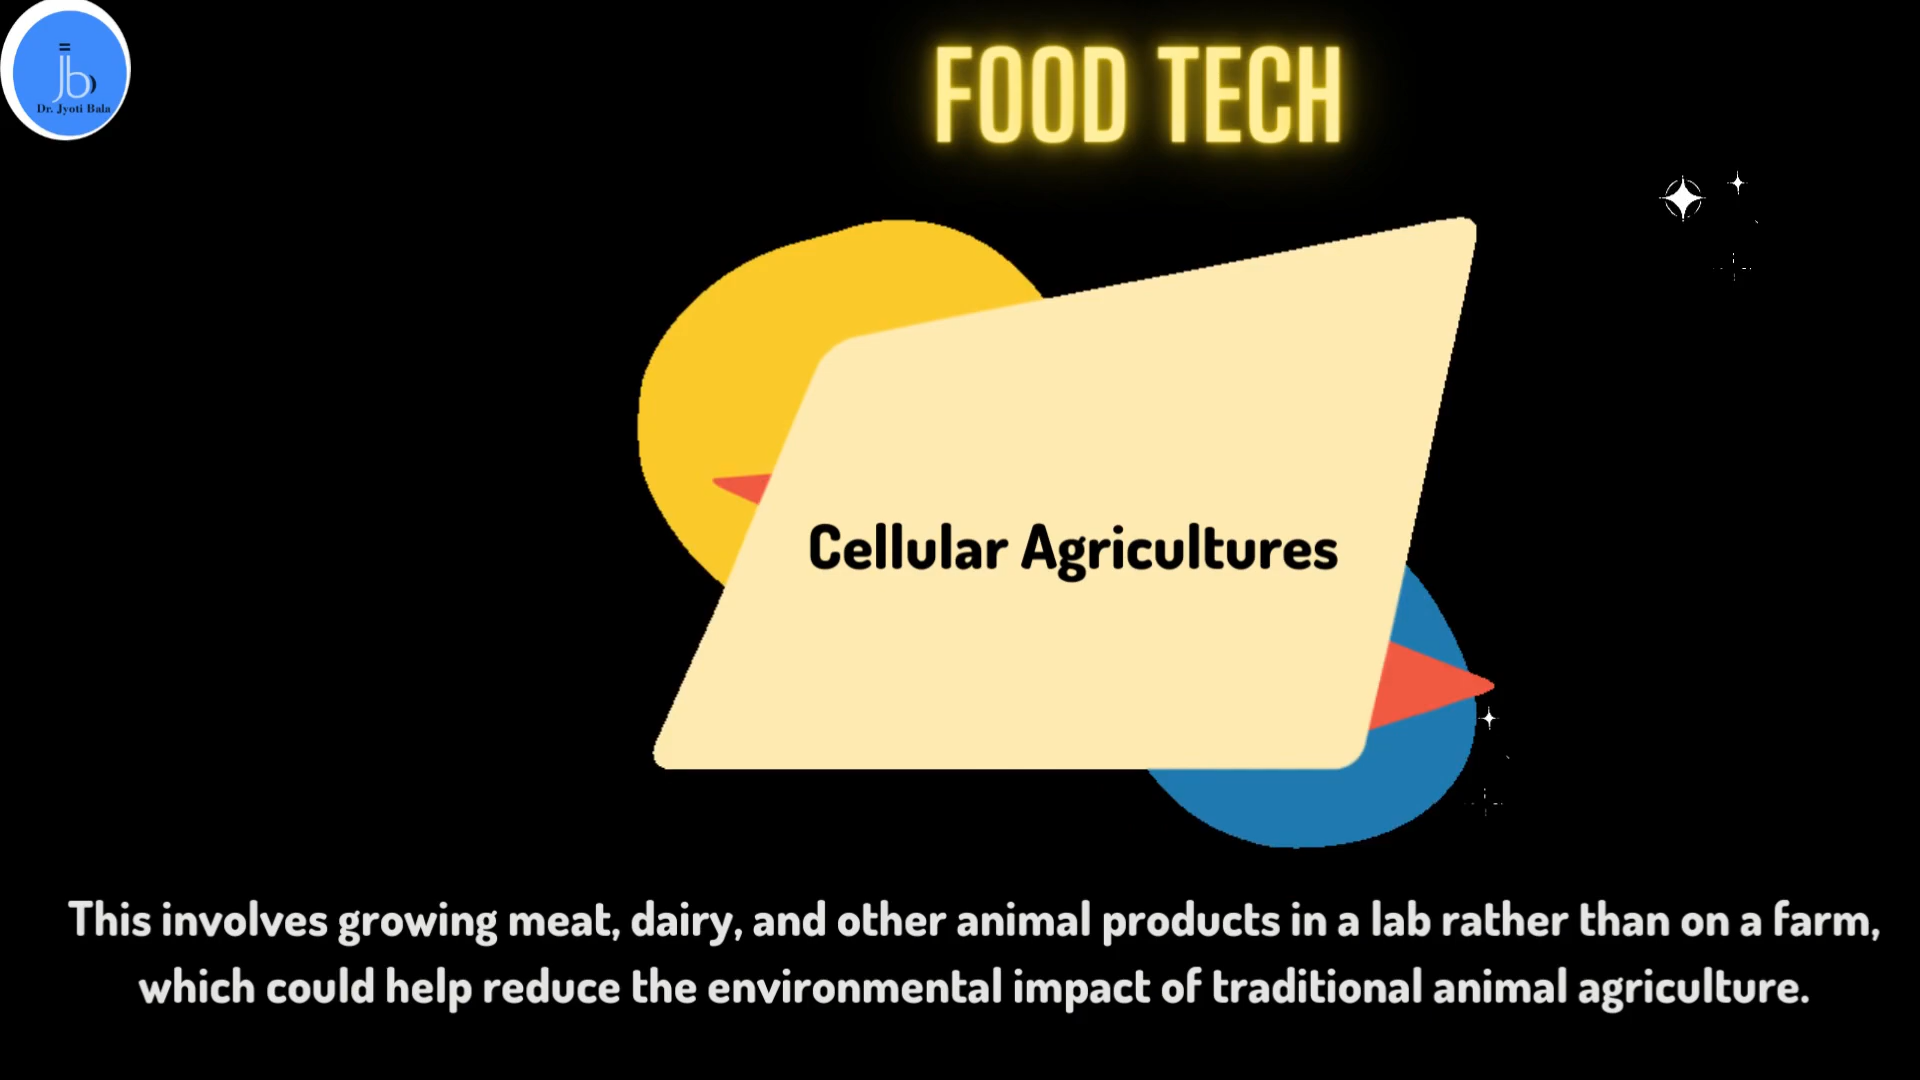 jb
Dr. Jyoti Bala
FOOD TECH
Cellular Agricultures
This involves growing meat, dairy, and other animal products in a lab rather than on a farm,
which could help reduce the environmental impact of traditional animal agriculture.